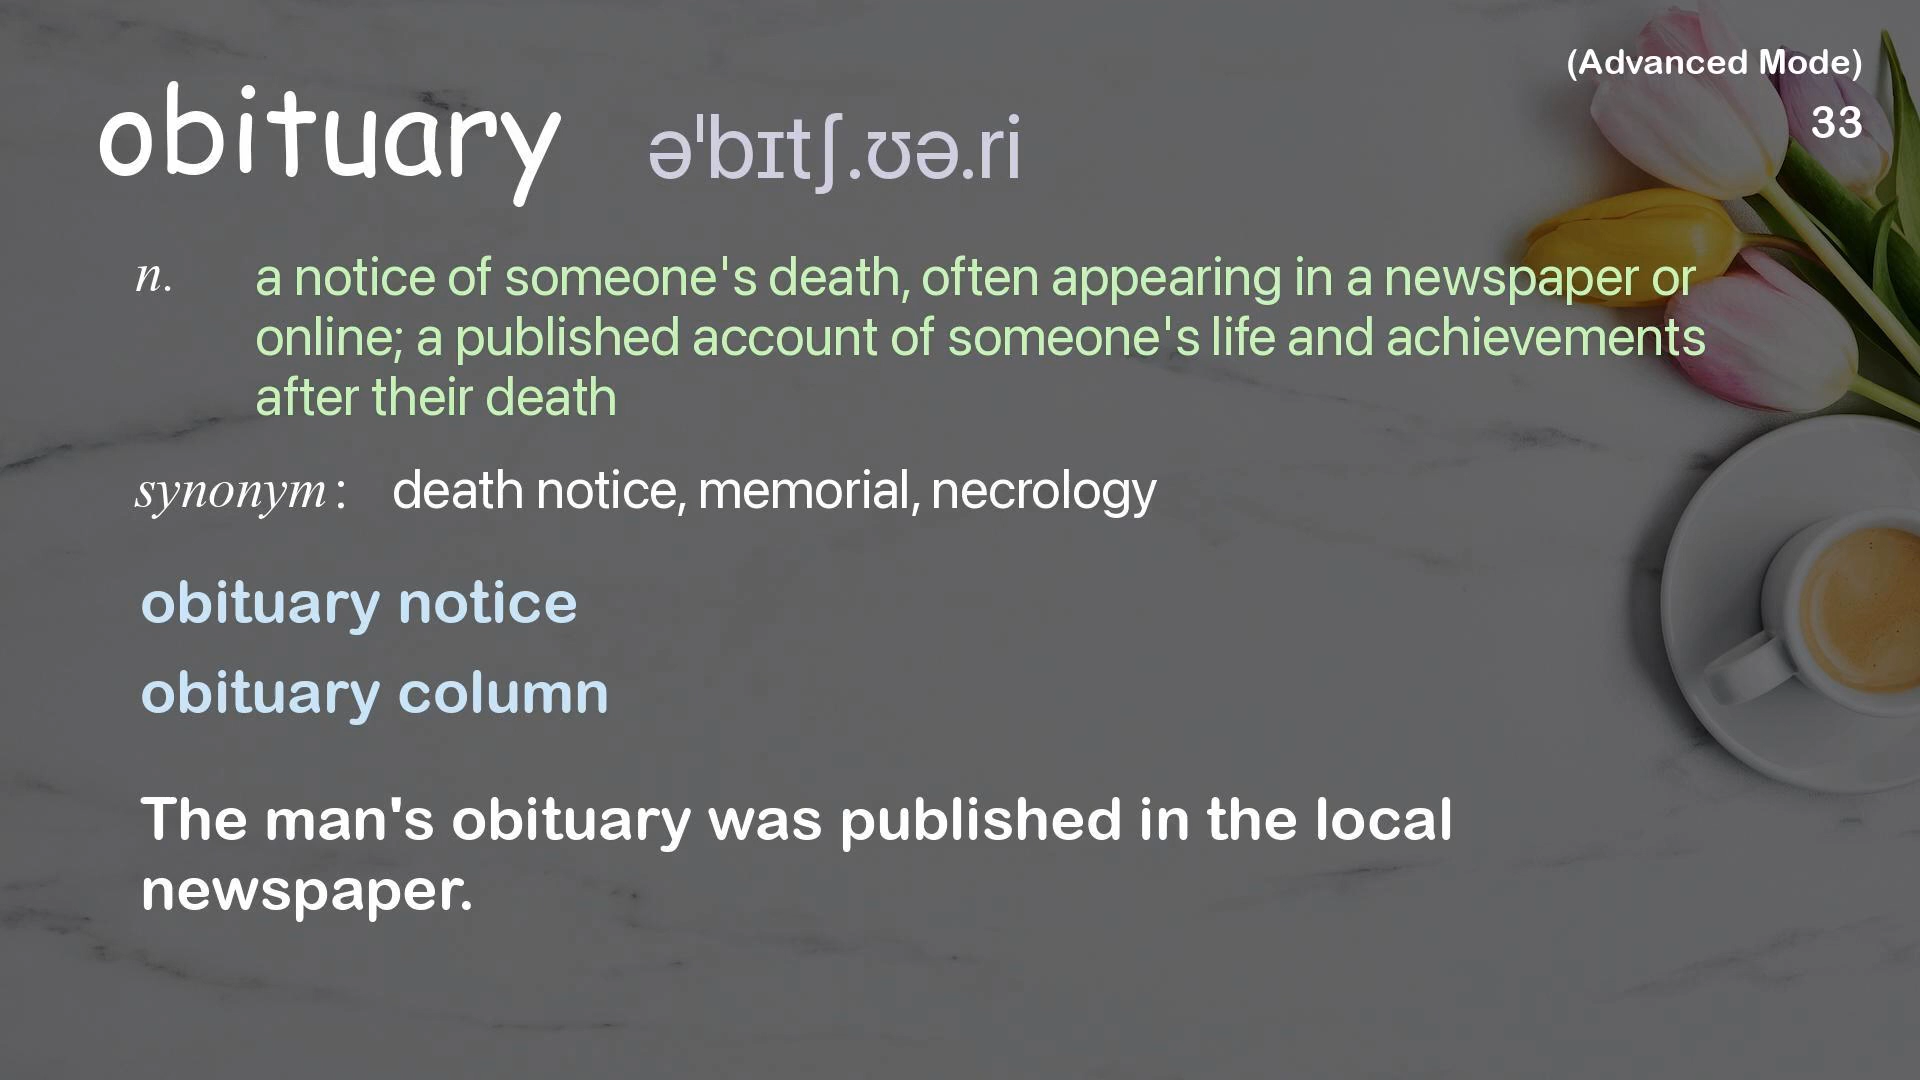 (Advanced Mode)
33
obituary əˈbɪtʃ.ʊə.ri
n. a notice of someone's death, often appearing in a newspaper or
online; a published account of someone's life and achievements
after their death
synonym: death notice, memorial, necrology
obituary notice
obituary column
The man's obituary was published in the local
newspaper.